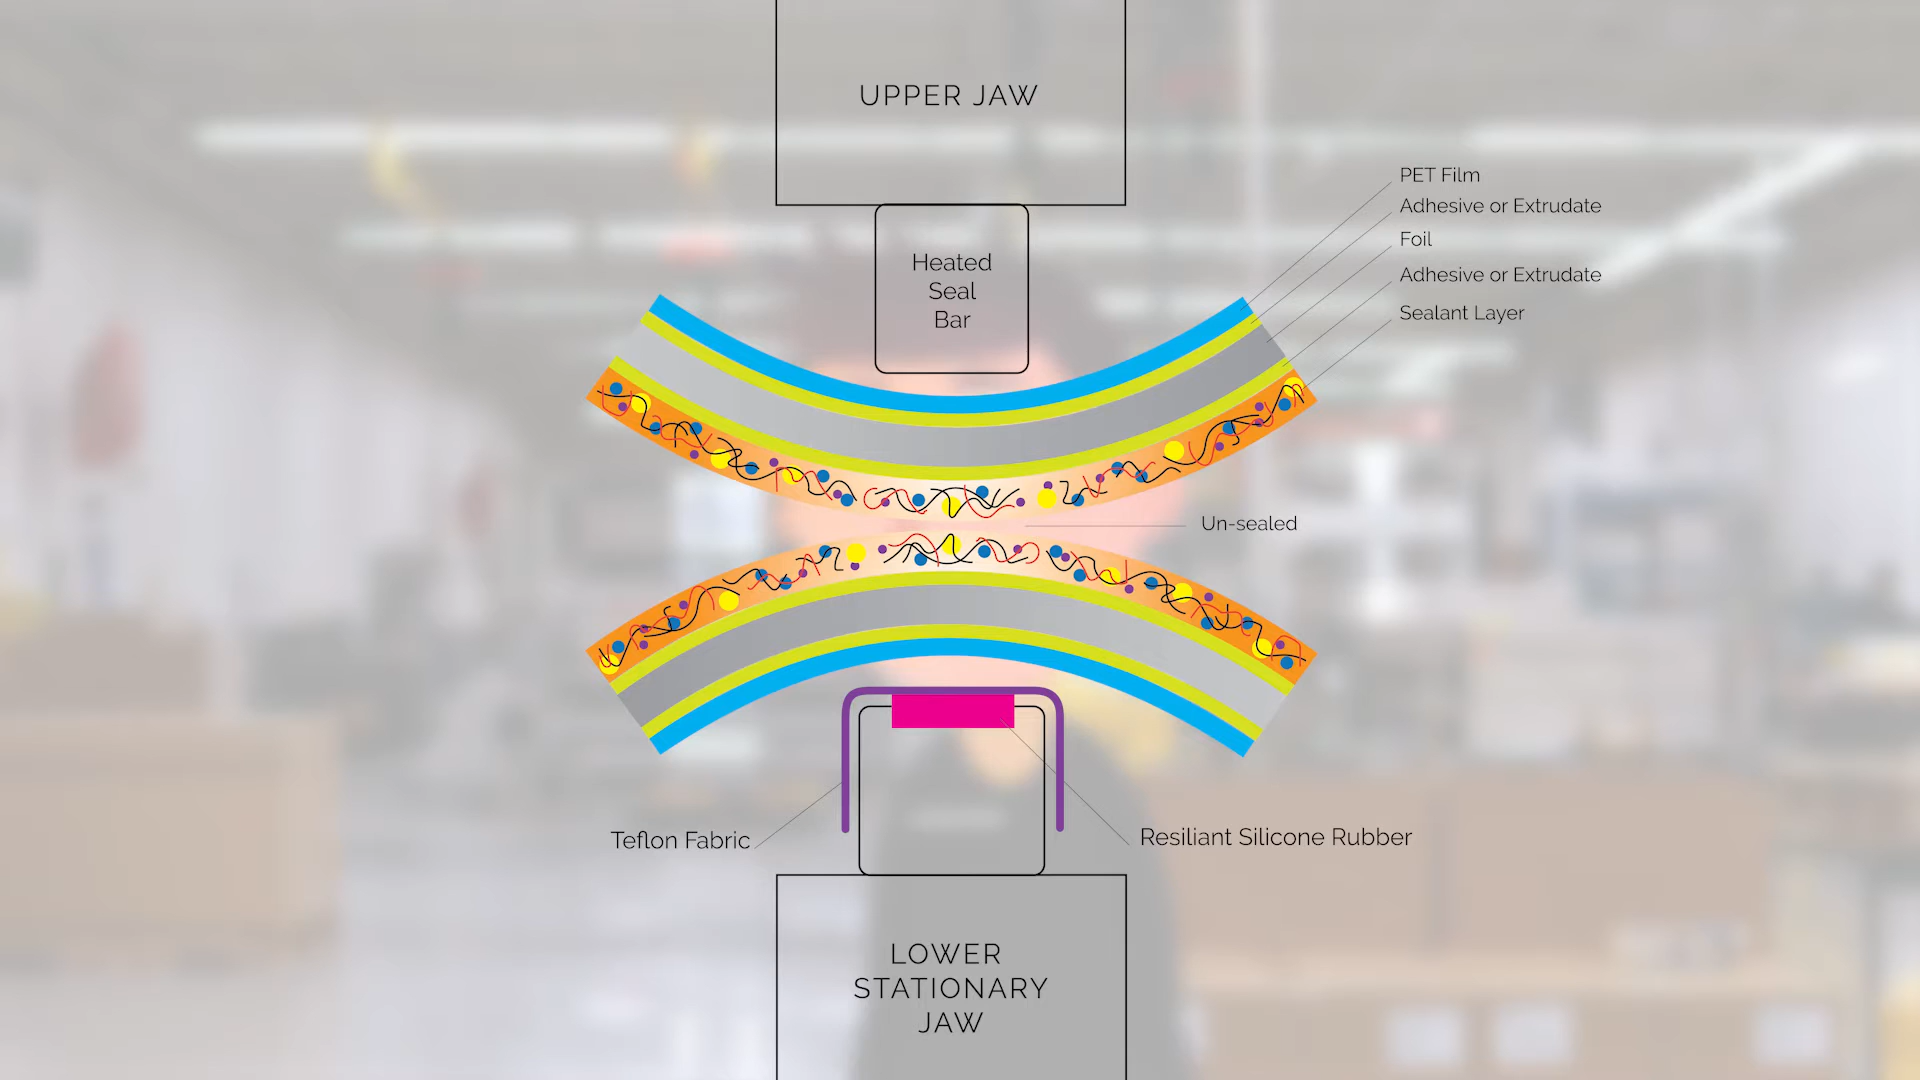 UPPER JAW
PET Film
Adhesive or Extrudate
Foil
Adhesive or Extrudate
Sealant Layer
Heated
Seal
Bar
Un-sealed
Teflon Fabric
Resiliant Silicone Rubber
LOWER
STATIONARY
JAW